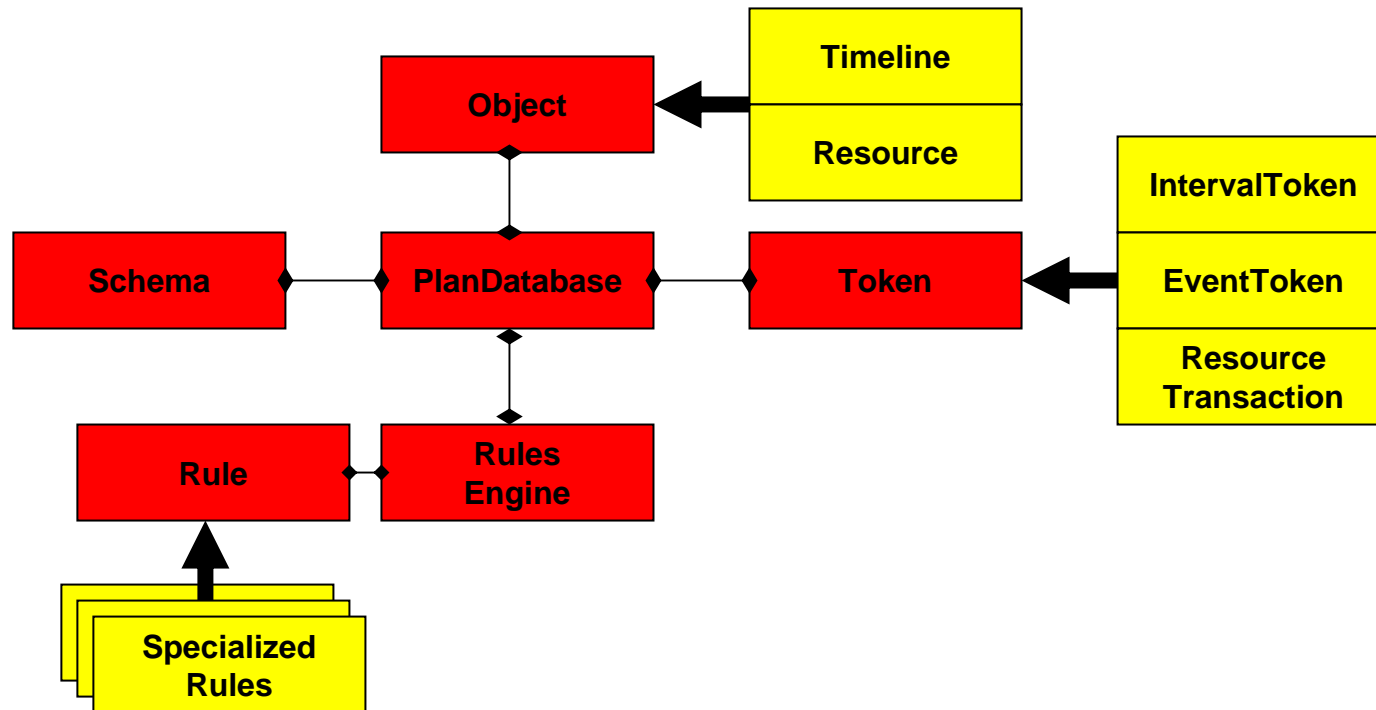 Timeline
Object
Resource
IntervalToken
Schema
PlanDatabase
Token
EventToken
Resource
Transaction
Rule
Rules
Engine
Specialized
Rules